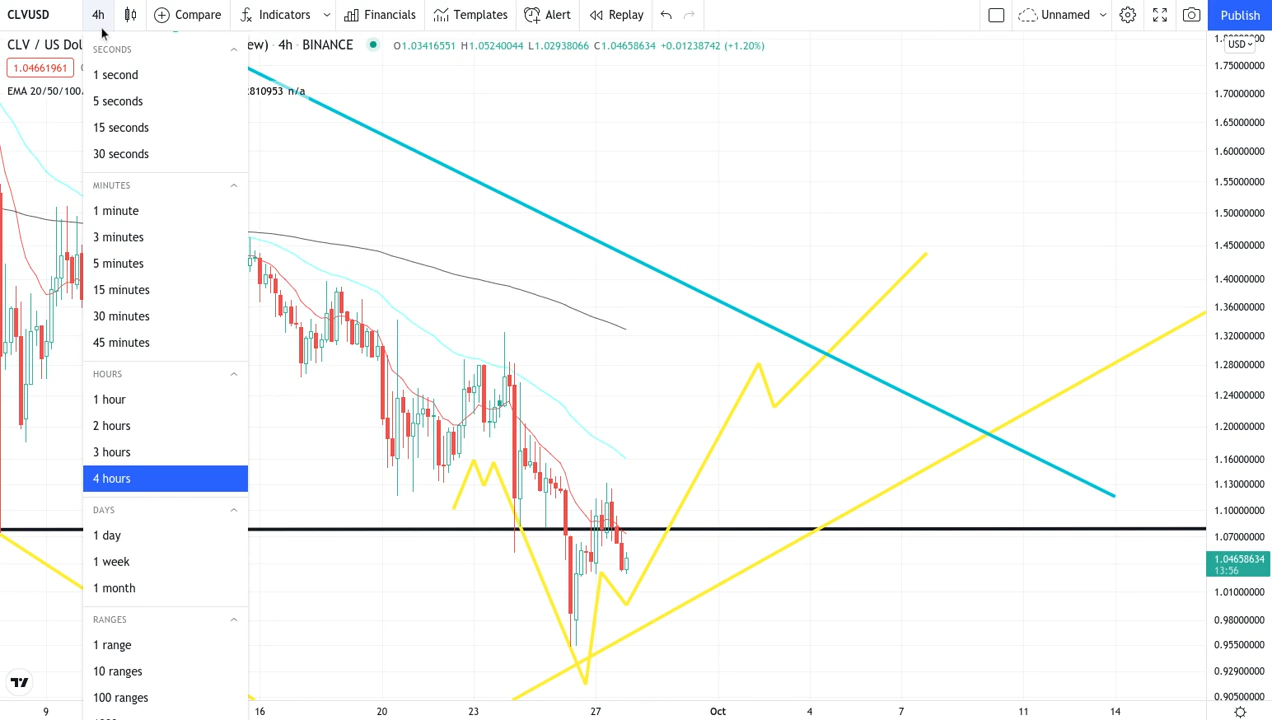 CLVUSD 4h Compare Indicators Financials Templates Alert Replay Unnamed Publish
CLV / US Dol
ew) · 4h · BINANCE O1.03416551 H1.05240044 L1.02938066 C1.04658634 +0.01238742 (+1.20%)
1.04661961
EMA 20/50/100/
2810953 n/a
SECONDS
1 second
5 seconds
15 seconds
30 seconds
MINUTES
1 minute
3 minutes
5 minutes
15 minutes
30 minutes
45 minutes
HOURS
1 hour
2 hours
3 hours
4 hours
DAYS
1 day
1 week
1 month
RANGES
1 range
10 ranges
100 ranges
USD
1.75000000
1.70000000
1.65000000
1.60000000
1.55000000
1.50000000
1.45000000
1.40000000
1.36000000
1.32000000
1.28000000
1.24000000
1.20000000
1.16000000
1.13000000
1.10000000
1.07000000
1.04658634
13:56
1.01000000
0.98000000
0.95500000
0.92900000
0.90500000
9 16 20 23 27 Oct 4 7 11 14